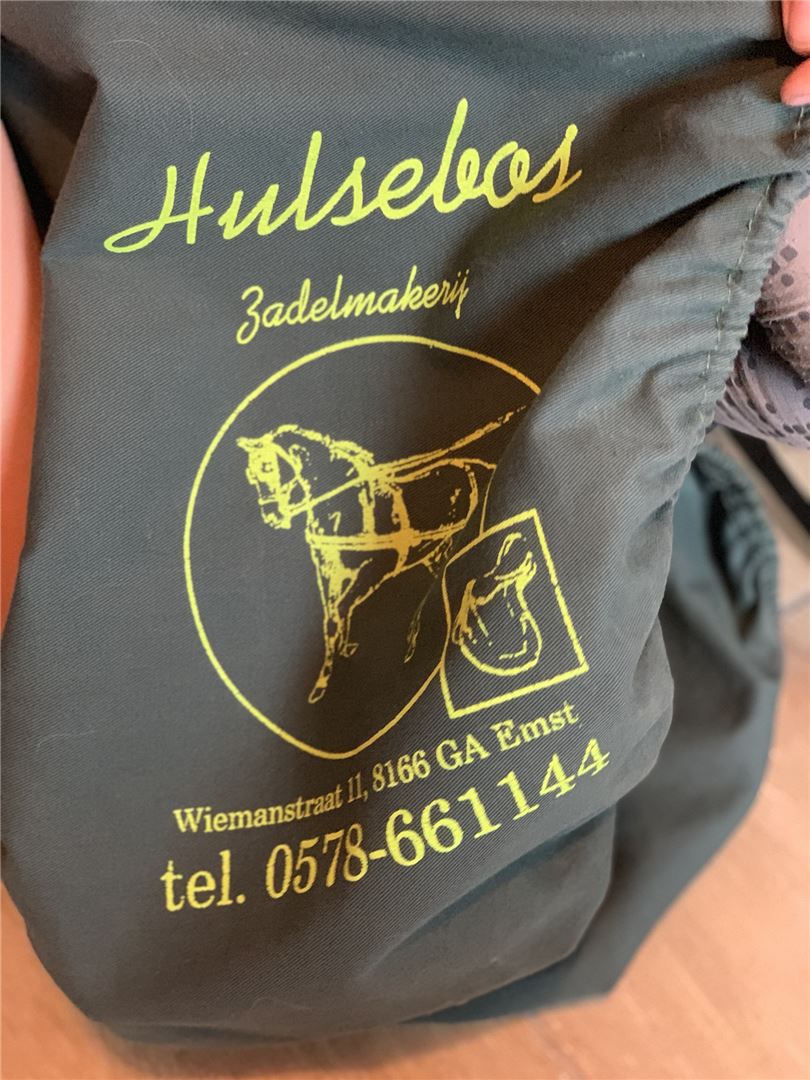 Hulsebos
Zadelmakerij
Wiemanstraat 11, 8166 GA Emst
tel. 0578-661144